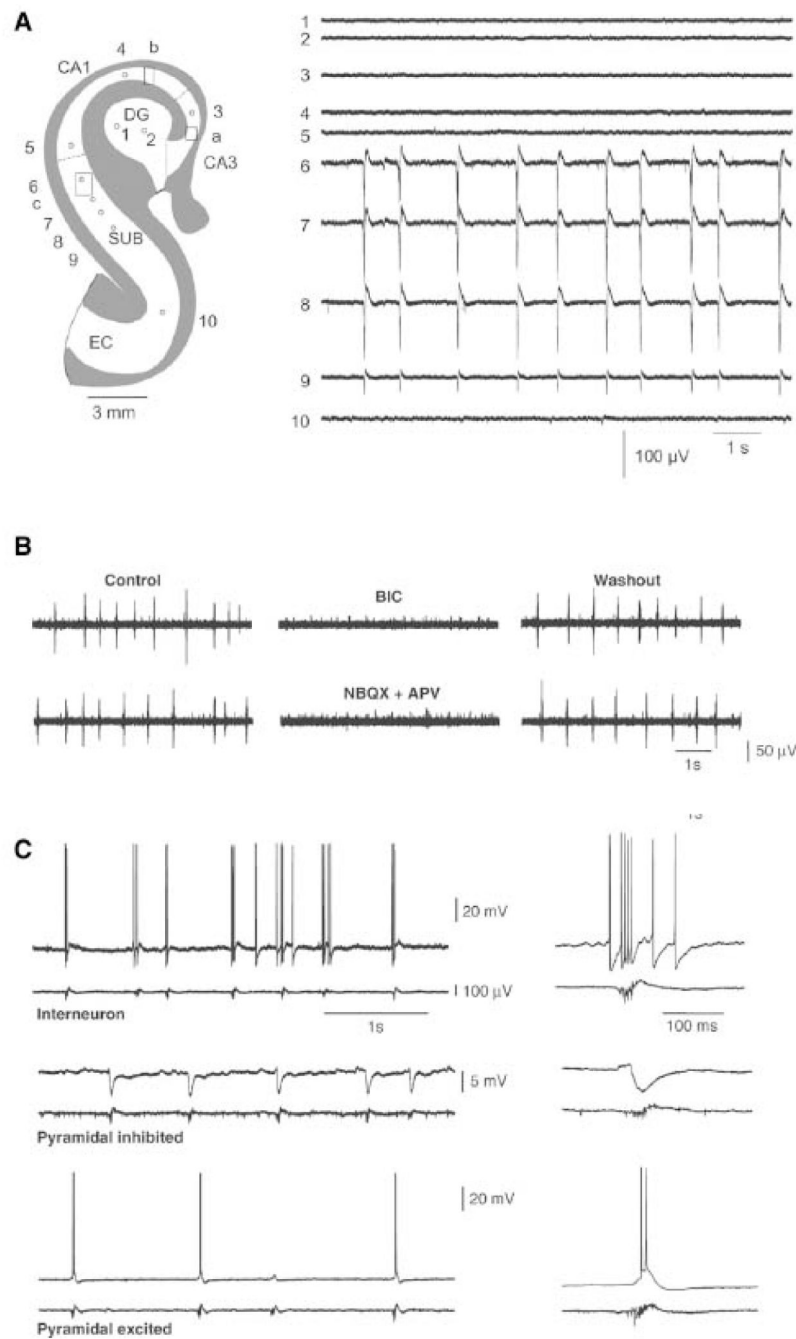 A
4 b
CA1
DG
1 2
3
a
CA3
5
6
c
7
8
9
SUB
10
EC
3 mm
1
2
3
4
5
6
7
8
9
10
100 µV
1 s
B
Control
BIC
Washout
NBQX + APV
1s
50 µV
C
20 mV
100 µV
Interneuron
1s
100 ms
5 mV
Pyramidal inhibited
20 mV
Pyramidal excited